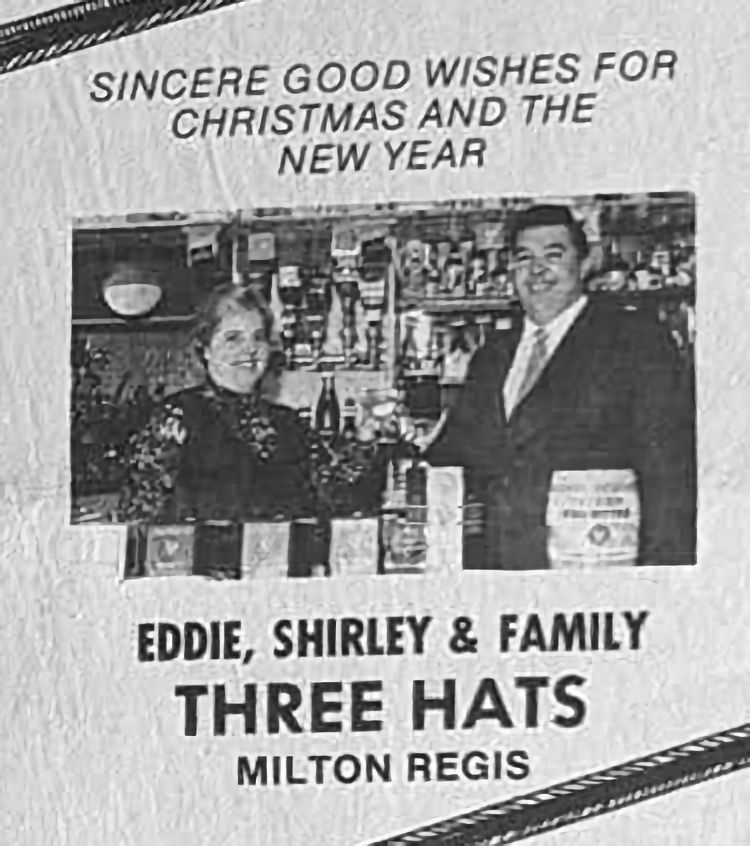 SINCERE GOOD WISHES FOR
CHRISTMAS AND THE
NEW YEAR
EDDIE, SHIRLEY & FAMILY
THREE HATS
MILTON REGIS